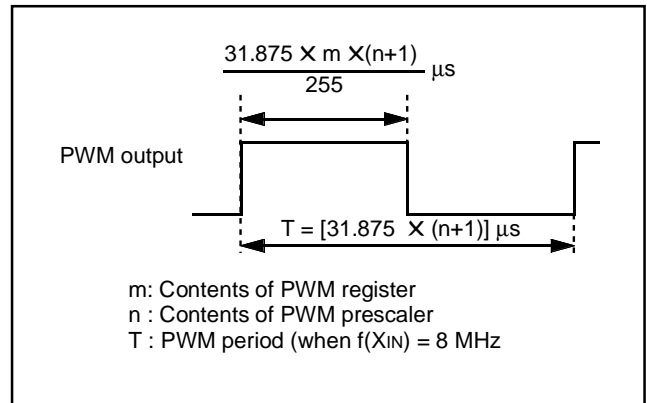 31.875 × m ×(n+1)
255
μs
PWM output
T = [31.875 × (n+1)] μs
m: Contents of PWM register
n : Contents of PWM prescaler
T : PWM period (when f(XIN) = 8 MHz